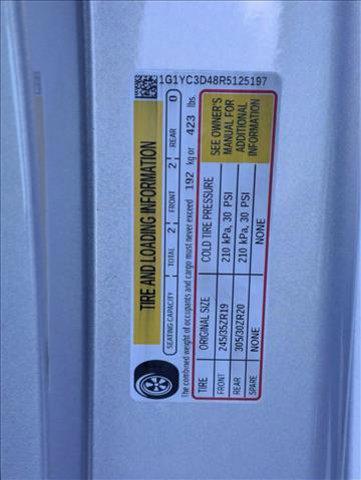 1G1YC3D48R5125197
TIRE AND LOADING INFORMATION
SEATING CAPACITY TOTAL 2 FRONT 2 REAR 0
The combined weight of occupants and cargo must never exceed 192 kg or 423 lbs.
TIRE ORIGINAL SIZE COLD TIRE PRESSURE
FRONT 245/35ZR19 210 kPa, 30 PSI
REAR 305/30ZR20 210 kPa, 30 PSI
SPARE NONE NONE
SEE OWNER'S
MANUAL FOR
ADDITIONAL
INFORMATION